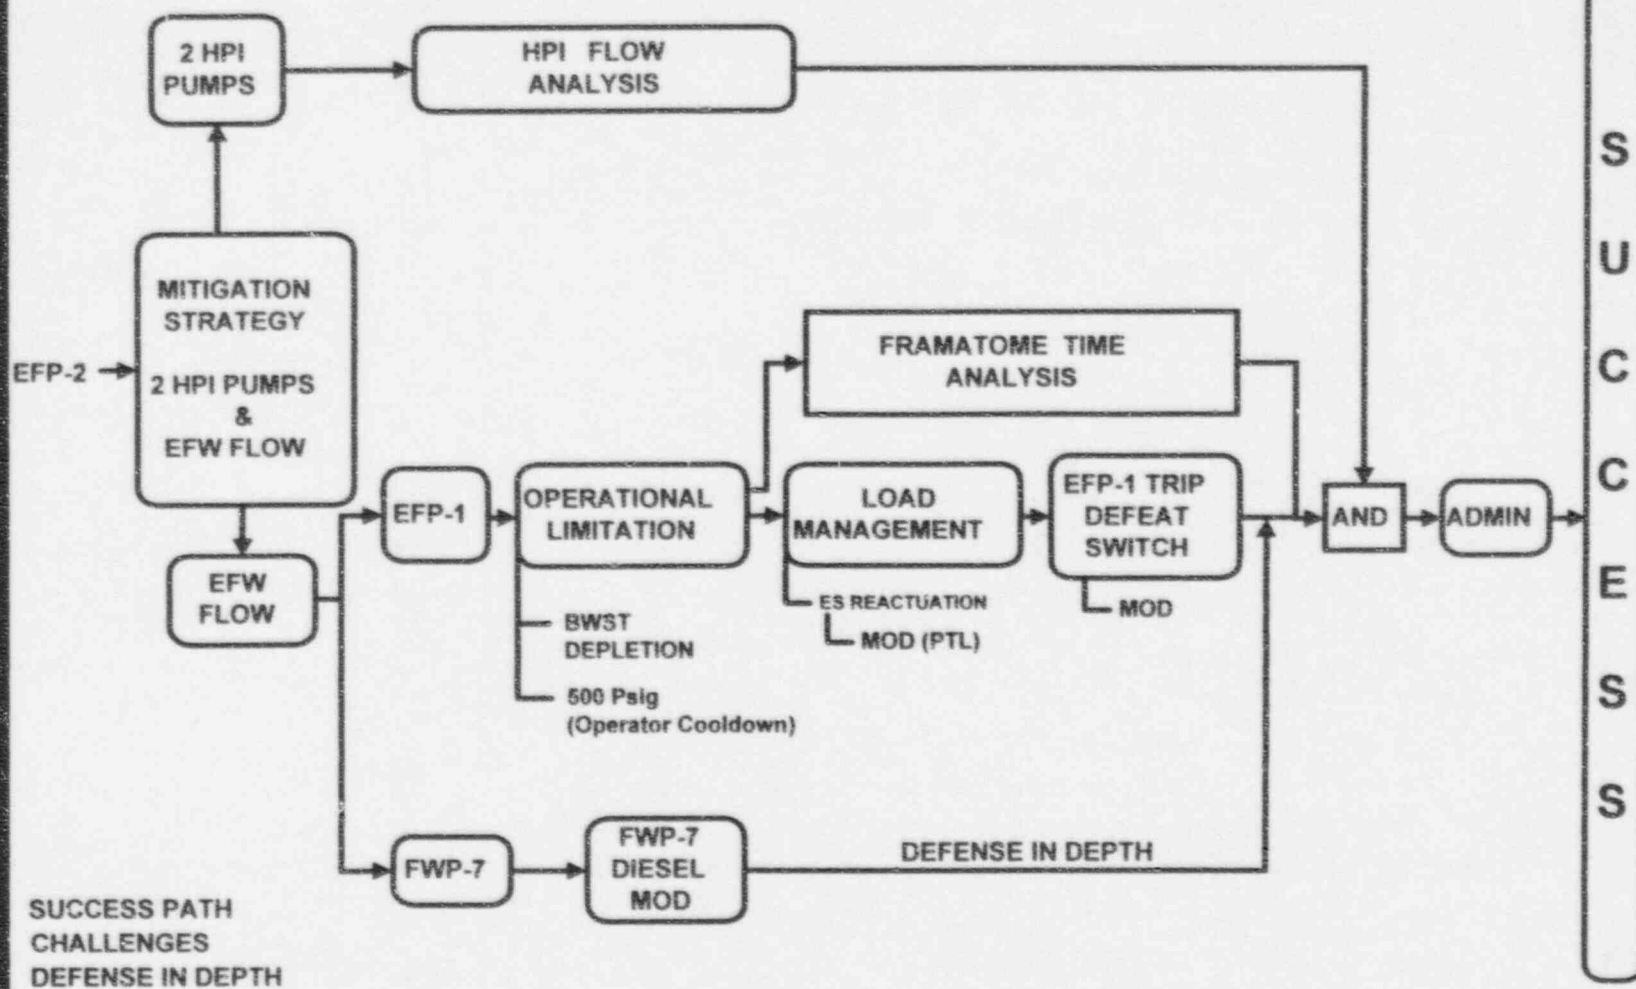 2 HPI
PUMPS
HPI FLOW
ANALYSIS
MITIGATION
STRATEGY
2 HPI PUMPS
&
EFW FLOW
EFP-2
EFW
FLOW
EFP-1
OPERATIONAL
LIMITATION
BWST
DEPLETION
500 Psig
(Operator Cooldown)
FRAMATOME TIME
ANALYSIS
LOAD
MANAGEMENT
ES REACTUATION
MOD (PTL)
EFP-1 TRIP
DEFEAT
SWITCH
MOD
AND
ADMIN
FWP-7
FWP-7
DIESEL
MOD
DEFENSE IN DEPTH
SUCCESS PATH
CHALLENGES
DEFENSE IN DEPTH
S
U
C
C
E
S
S